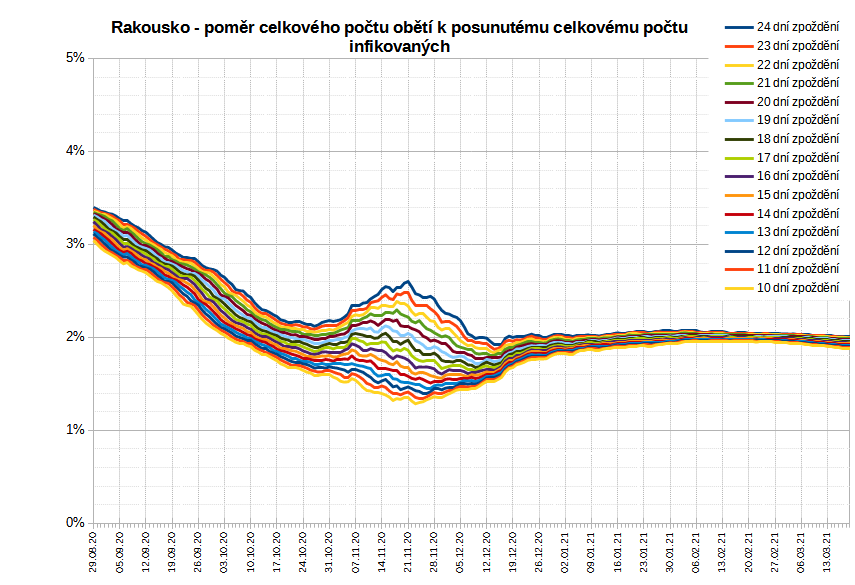 Rakousko - poměr celkového počtu obětí k posunutému celkovému počtu
infikovaných
24 dní zpoždění
23 dní zpoždění
22 dní zpoždění
21 dní zpoždění
20 dní zpoždění
19 dní zpoždění
18 dní zpoždění
17 dní zpoždění
16 dní zpoždění
15 dní zpoždění
14 dní zpoždění
13 dní zpoždění
12 dní zpoždění
11 dní zpoždění
10 dní zpoždění
5%
4%
3%
2%
1%
0%
29.08.20
05.09.20
12.09.20
19.09.20
26.09.20
03.10.20
10.10.20
17.10.20
24.10.20
31.10.20
07.11.20
14.11.20
21.11.20
28.11.20
05.12.20
12.12.20
19.12.20
26.12.20
02.01.21
09.01.21
16.01.21
23.01.21
30.01.21
06.02.21
13.02.21
20.02.21
27.02.21
06.03.21
13.03.21